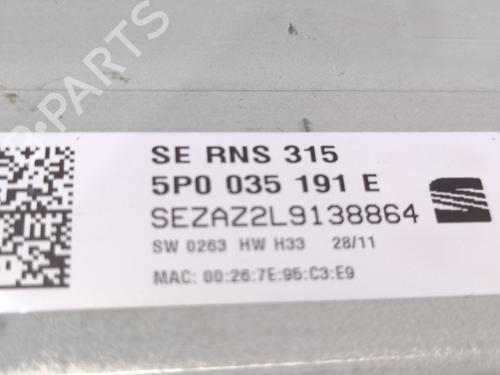 B-PARTS
SE RNS 315
5P0 035 191 E
SEZAZ2L9138864
SW 0263 HW H33 28/11
MAC: 00:26:7E:95:C3:E9